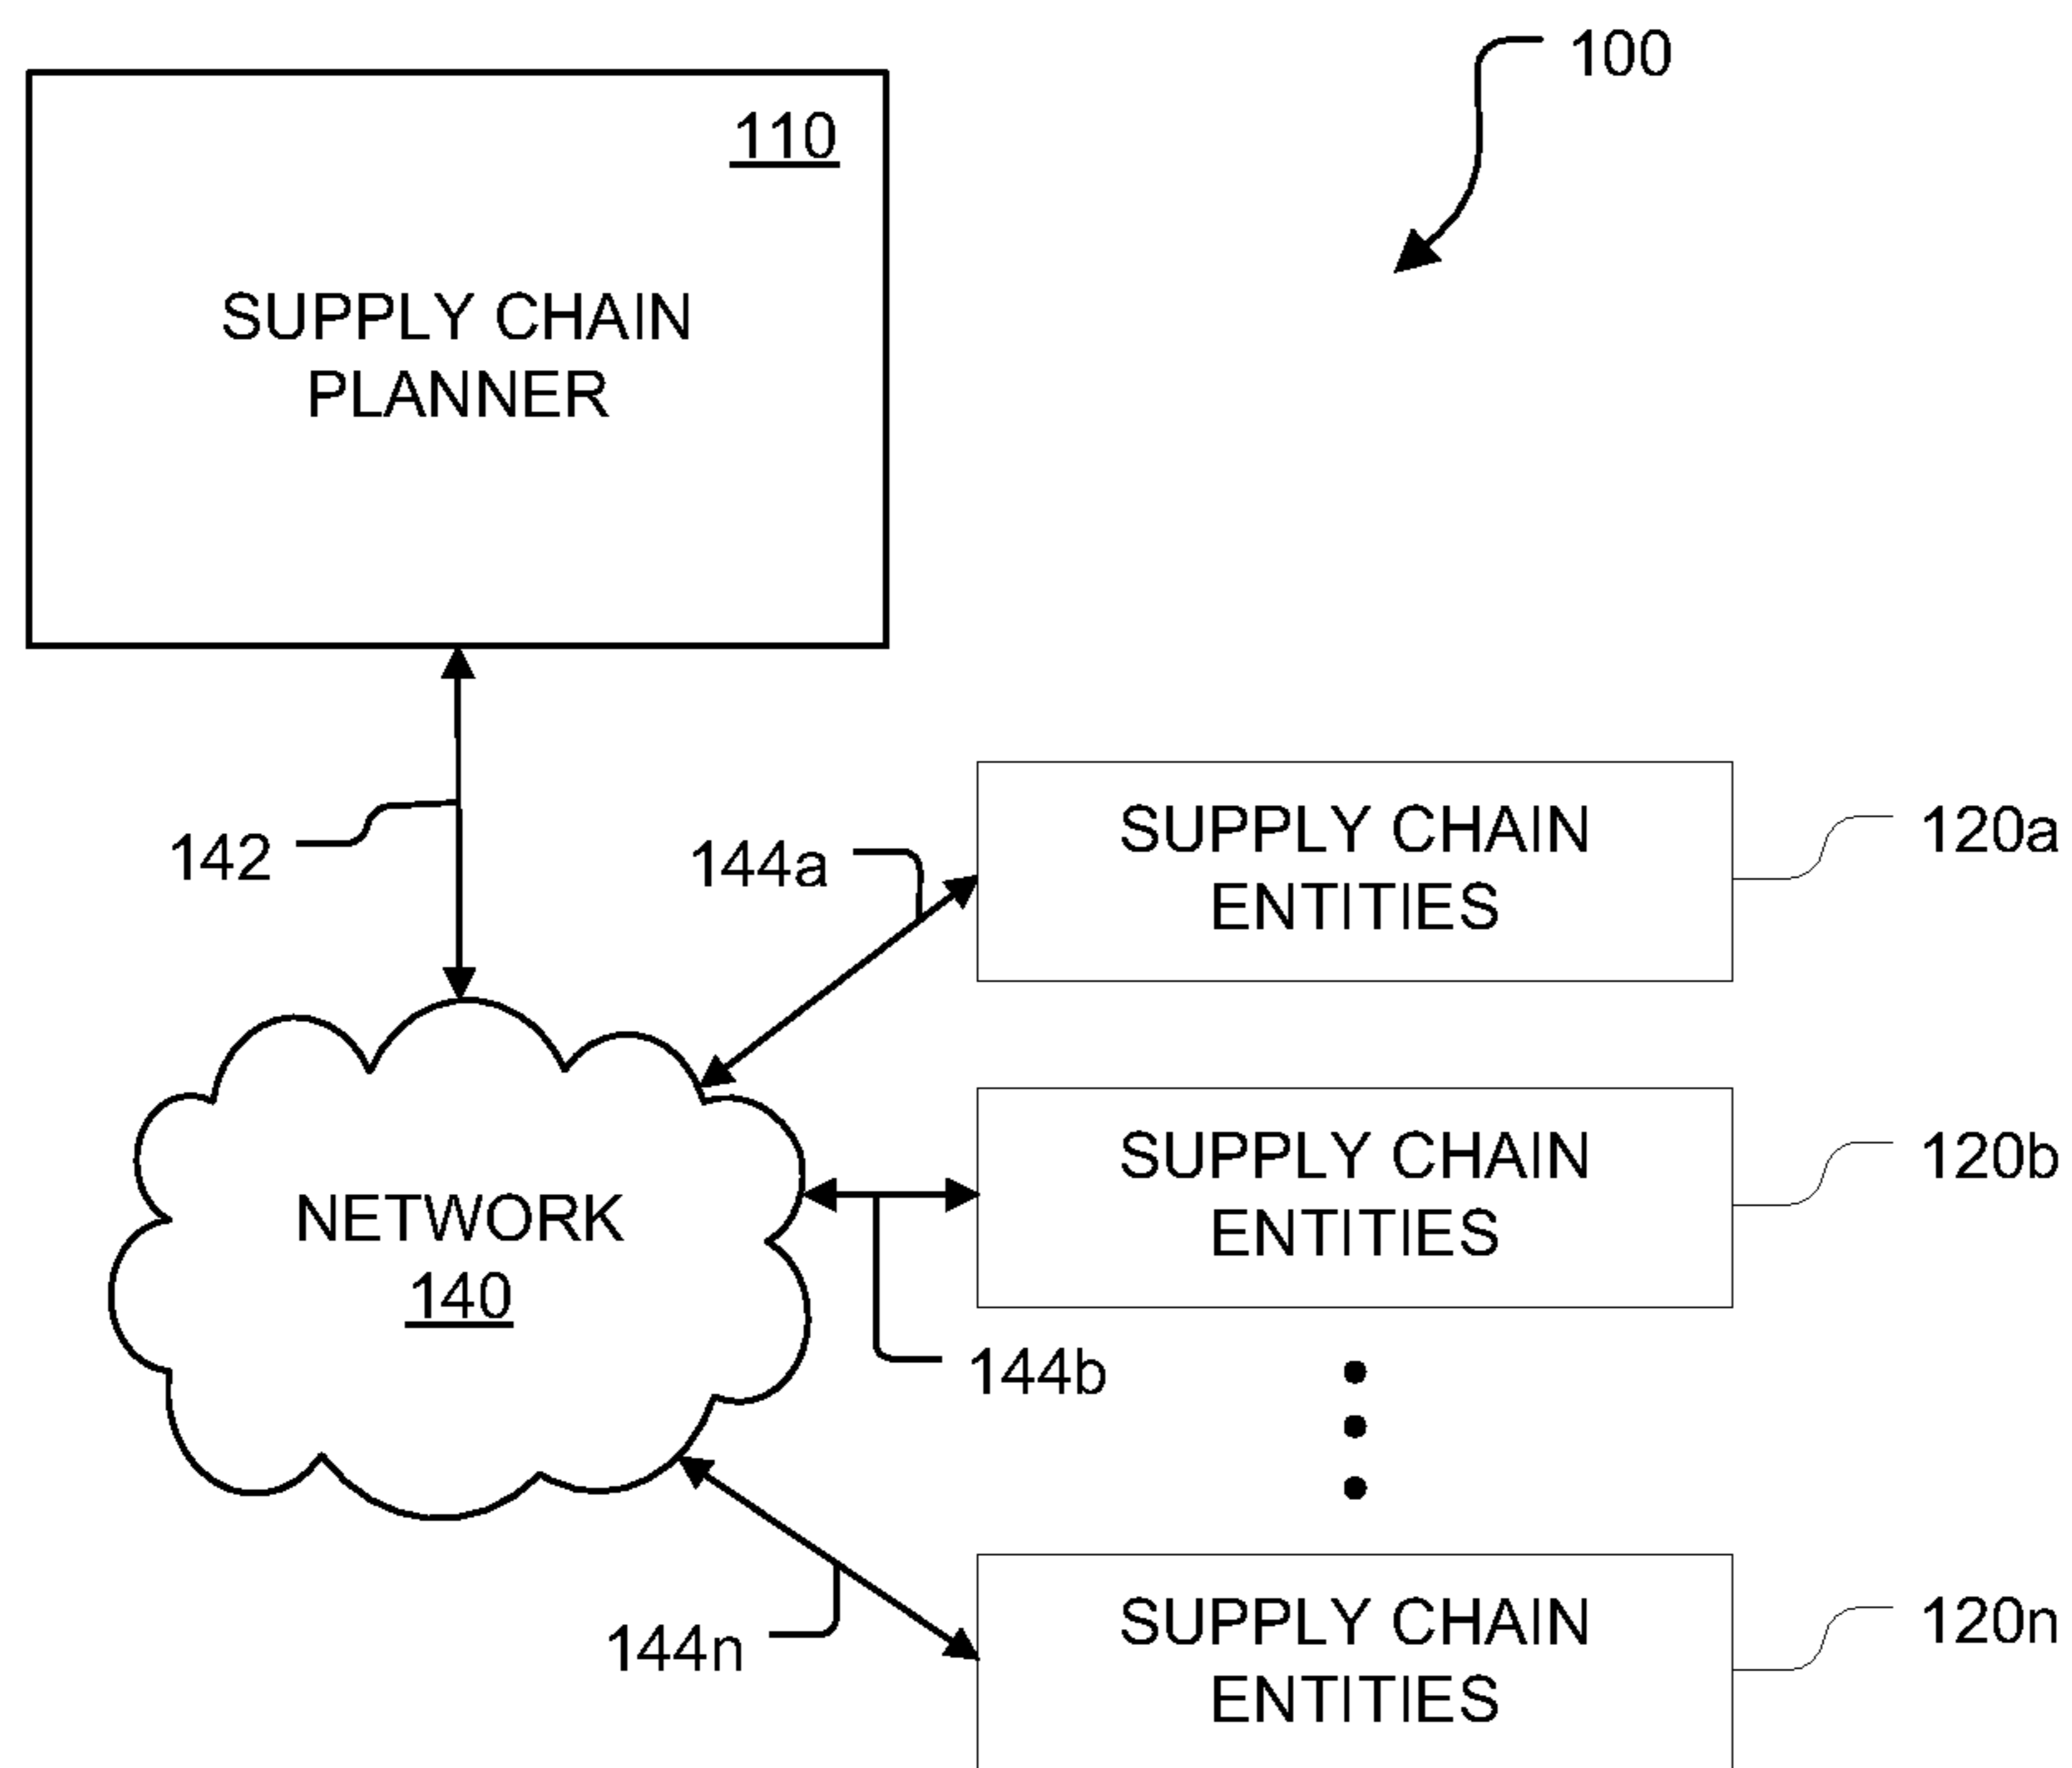 100
110
SUPPLY CHAIN
PLANNER
142
144a
SUPPLY CHAIN
ENTITIES
120a
NETWORK
140
SUPPLY CHAIN
ENTITIES
120b
144b
144n
SUPPLY CHAIN
ENTITIES
120n